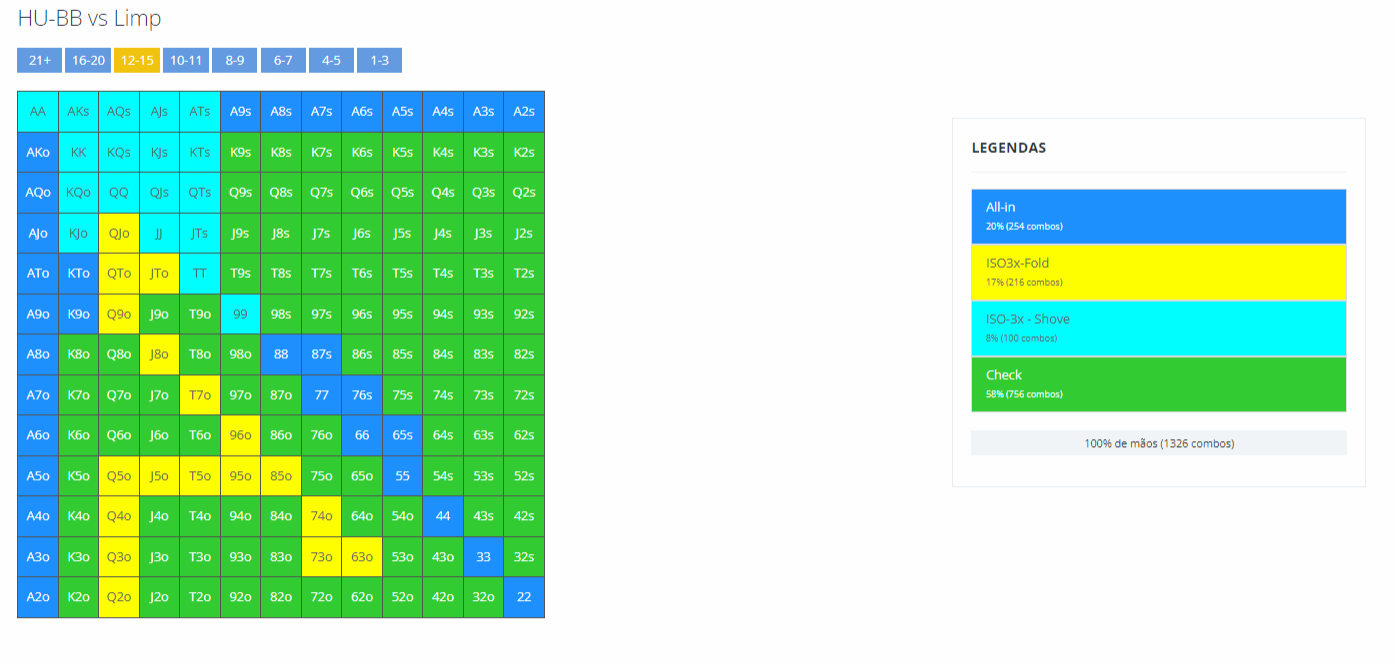 HU-BB vs Limp
21+ 16-20 12-15 10-11 8-9 6-7 4-5 1-3
AA AKs AQs AJs ATs A9s A8s A7s A6s A5s A4s A3s A2s
AKo KK KQs KJs KTs K9s K8s K7s K6s K5s K4s K3s K2s
AQo KQo QQ QJs QTs Q9s Q8s Q7s Q6s Q5s Q4s Q3s Q2s
AJo KJo QJo JJ JTs J9s J8s J7s J6s J5s J4s J3s J2s
ATo KTo QTo JTo TT T9s T8s T7s T6s T5s T4s T3s T2s
A9o K9o Q9o J9o T9o 99 98s 97s 96s 95s 94s 93s 92s
A8o K8o Q8o J8o T8o 98o 88 87s 86s 85s 84s 83s 82s
A7o K7o Q7o J7o T7o 97o 87o 77 76s 75s 74s 73s 72s
A6o K6o Q6o J6o T6o 96o 86o 76o 66 65s 64s 63s 62s
A5o K5o Q5o J5o T5o 95o 85o 75o 65o 55 54s 53s 52s
A4o K4o Q4o J4o T4o 94o 84o 74o 64o 54o 44 43s 42s
A3o K3o Q3o J3o T3o 93o 83o 73o 63o 53o 43o 33 32s
A2o K2o Q2o J2o T2o 92o 82o 72o 62o 52o 42o 32o 22
LEGENDAS
All-in
20% (254 combos)
ISO3x-Fold
17% (216 combos)
ISO-3x - Shove
8% (100 combos)
Check
58% (756 combos)
100% de mãos (1326 combos)